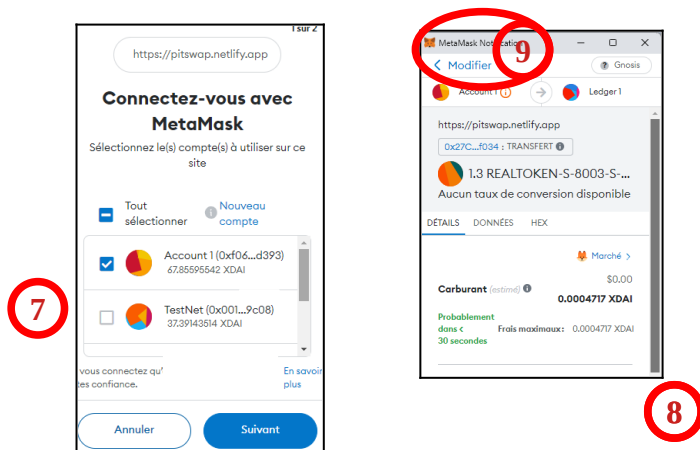 1 sur 2
https://pitswap.netlify.app
Connectez-vous avec
MetaMask
Sélectionnez le(s) compte(s) à utiliser sur ce
site
Tout
sélectionner
Nouveau
compte
Account 1 (0xf06...d393)
67.85595542 XDAI
TestNet (0x001...9c08)
37.39143514 XDAI
vous connectez qu'
tes confiance.
En savoir
plus
Annuler
Suivant
7
MetaMask Notification
9
Modifier
Gnosis
Account 1
Ledger 1
https://pitswap.netlify.app
0x27C...f034 : TRANSFERT
1.3 REALTOKEN-S-8003-S-...
Aucun taux de conversion disponible
DÉTAILS
DONNÉES
HEX
Marché >
$0.00
Carburant (estimé)
0.0004717 XDAI
Probablement
dans <
30 secondes
Frais maximaux : 0.0004717 XDAI
8